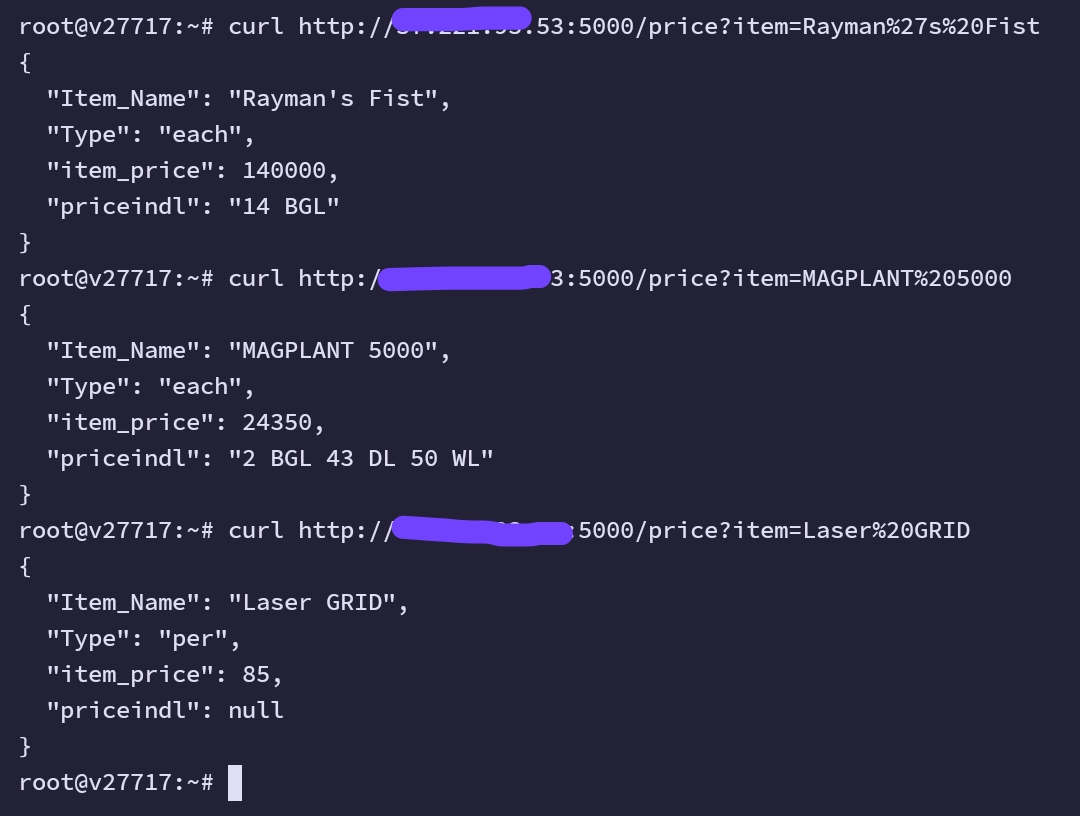 root@v27717:~# curl http:// .53:5000/price?item=Rayman%27s%20Fist
{
  "Item_Name": "Rayman's Fist",
  "Type": "each",
  "item_price": 140000,
  "priceindl": "14 BGL"
}
root@v27717:~# curl http:/ 3:5000/price?item=MAGPLANT%205000
{
  "Item_Name": "MAGPLANT 5000",
  "Type": "each",
  "item_price": 24350,
  "priceindl": "2 BGL 43 DL 50 WL"
}
root@v27717:~# curl http:// :5000/price?item=Laser%20GRID
{
  "Item_Name": "Laser GRID",
  "Type": "per",
  "item_price": 85,
  "priceindl": null
}
root@v27717:~#